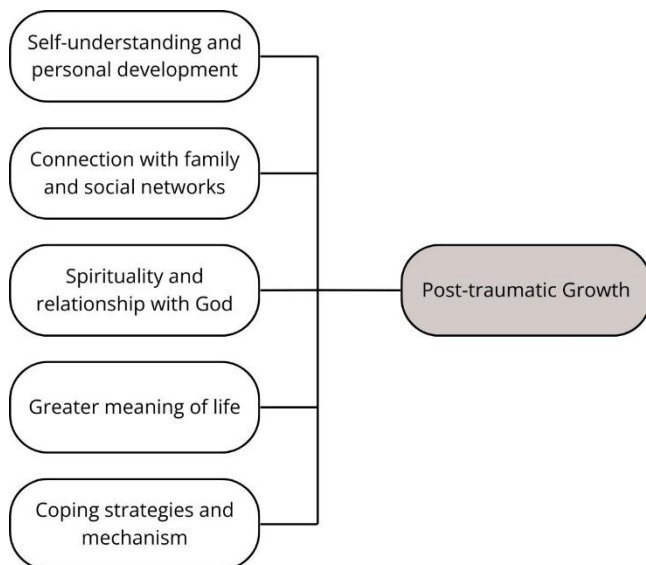 Self-understanding and
personal development
Connection with family
and social networks
Spirituality and
relationship with God
Post-traumatic Growth
Greater meaning of life
Coping strategies and
mechanism